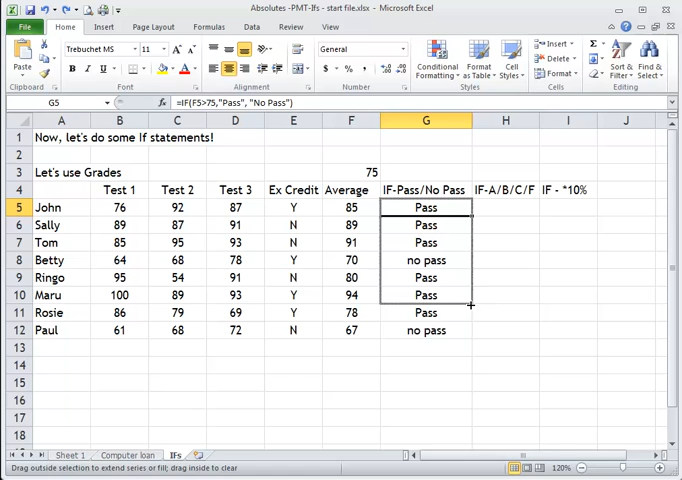 Absolutes -PMT-Ifs - start file.xlsx - Microsoft Excel
File Home Insert Page Layout Formulas Data Review View
Paste
Trebuchet MS 11 A A
B I U
General
$ % ,
Conditional Formatting Format as Table Cell Styles
Insert
Delete
Format
Sort & Filter Find & Select
Clipboard Font Alignment Number Styles Cells Editing
G5 fx =IF(F5>75,"Pass", "No Pass")
A B C D E F G H I J
1 Now, let's do some If statements!
2
3 Let's use Grades 75
4 Test 1 Test 2 Test 3 Ex Credit Average IF-Pass/No Pass IF-A/B/C/F IF - *10%
5 John 76 92 87 Y 85 Pass
6 Sally 89 87 91 N 89 Pass
7 Tom 85 95 93 N 91 Pass
8 Betty 64 68 78 Y 70 no pass
9 Ringo 95 54 91 N 80 Pass
10 Maru 100 89 93 Y 94 Pass
11 Rosie 86 79 69 Y 78 Pass
12 Paul 61 68 72 N 67 no pass
13
14
15
16
17
18
Sheet 1 Computer loan IFs
Drag outside selection to extend series or fill; drag inside to clear 120%